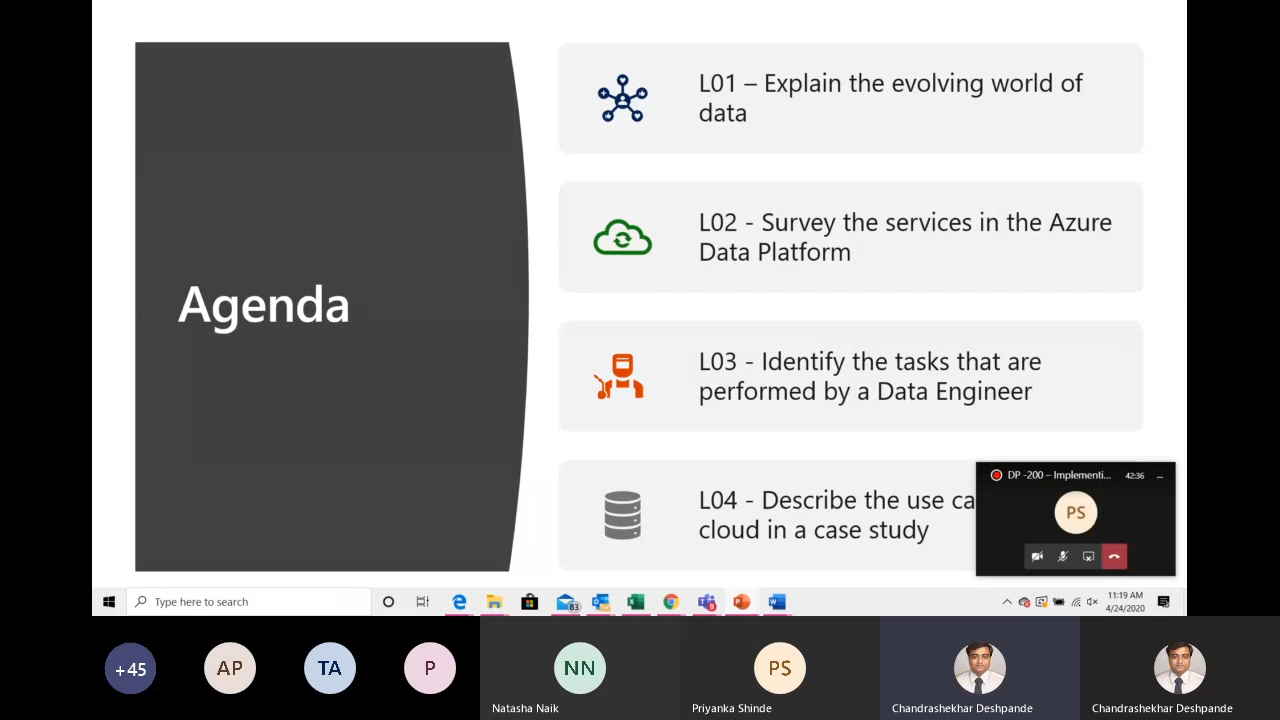 Agenda
L01 – Explain the evolving world of
data
L02 - Survey the services in the Azure
Data Platform
L03 - Identify the tasks that are
performed by a Data Engineer
L04 - Describe the use ca
cloud in a case study
DP -200 – Implementi... 42:36 ...
PS
Type here to search
83
9
11:19 AM
4/24/2020
+45
AP
TA
P
NN
PS
Natasha Naik
Priyanka Shinde
Chandrashekhar Deshpande
Chandrashekhar Deshpande